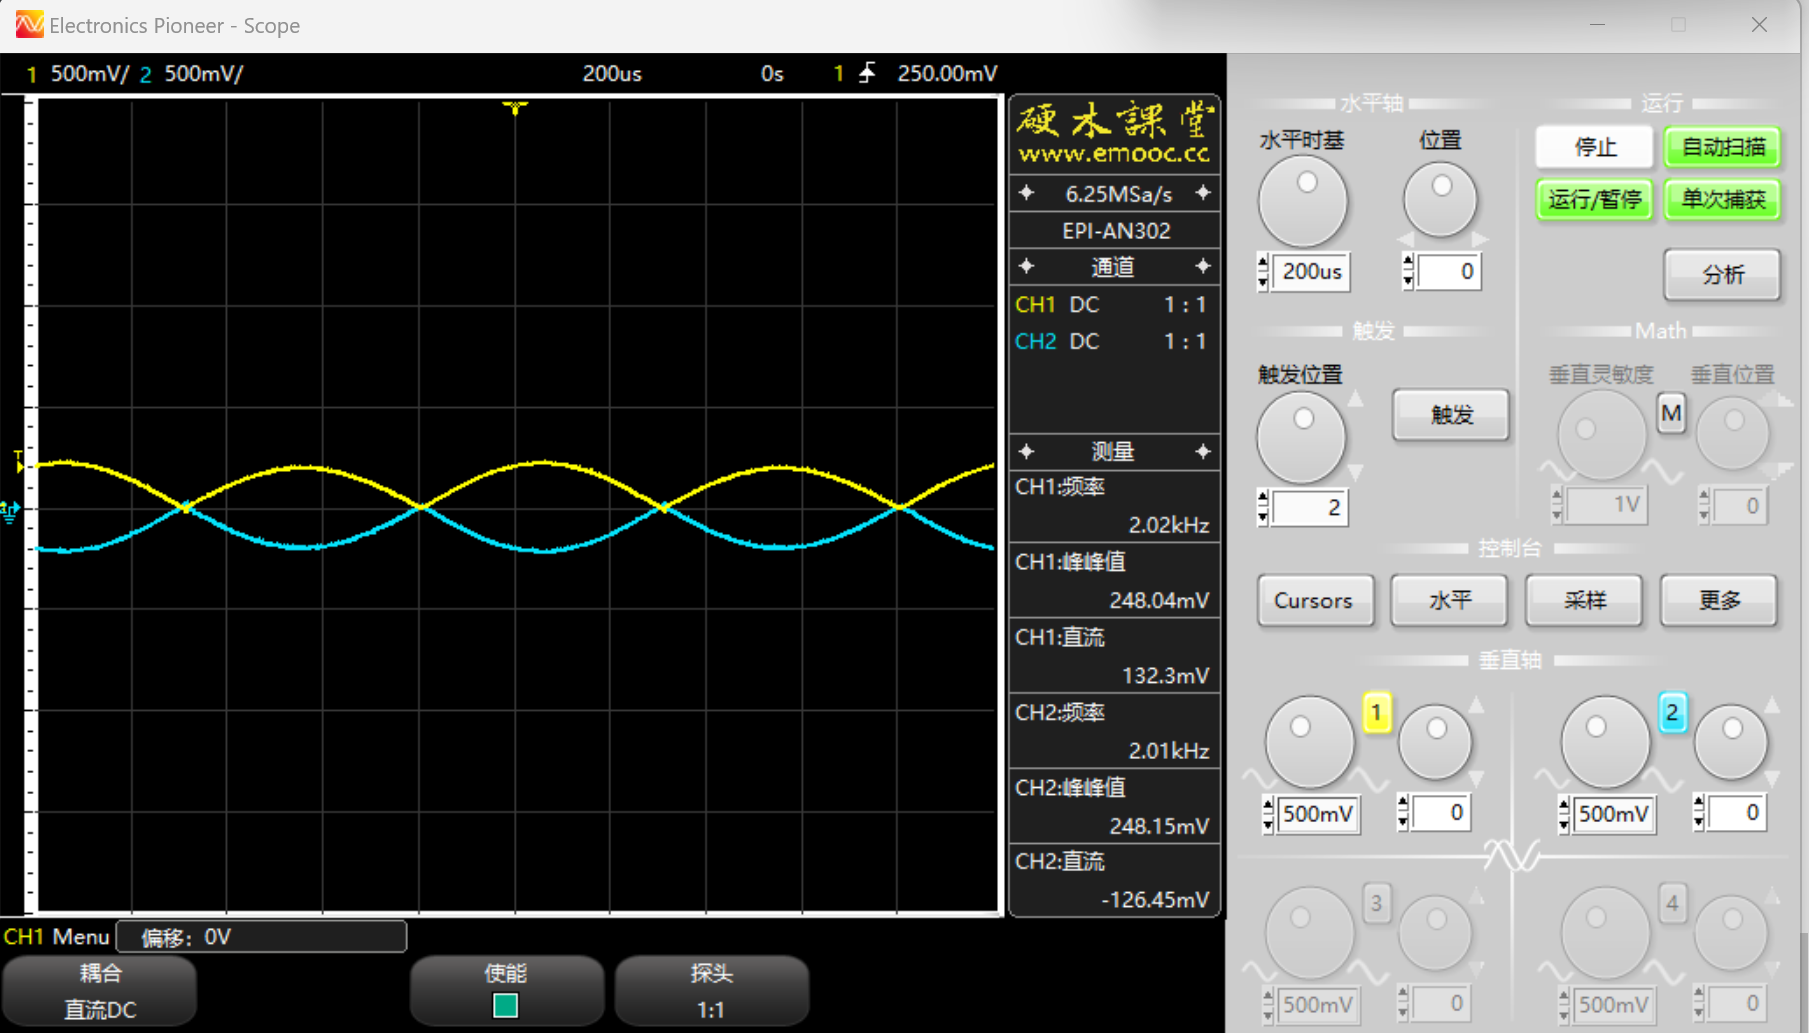 Electronics Pioneer - Scope
1 500mV/ 2 500mV/ 200us 0s 1 250.00mV
T
硬木課堂
www.emooc.cc
6.25MSa/s
EPI-AN302
通道
CH1 DC 1 : 1
CH2 DC 1 : 1
测量
CH1:频率
2.02kHz
CH1:峰峰值
248.04mV
CH1:直流
132.3mV
CH2:频率
2.01kHz
CH2:峰峰值
248.15mV
CH2:直流
-126.45mV
CH1 Menu 偏移: 0V
耦合
直流DC
使能
探头
1:1
水平轴
水平时基 位置
200us 0
运行
停止 自动扫描
运行/暂停 单次捕获
分析
触发
触发位置
触发
2
Math
垂直灵敏度 垂直位置
M
1V 0
控制台
Cursors 水平 采样 更多
垂直轴
1 2
500mV 0 500mV 0
3 4
500mV 0 500mV 0